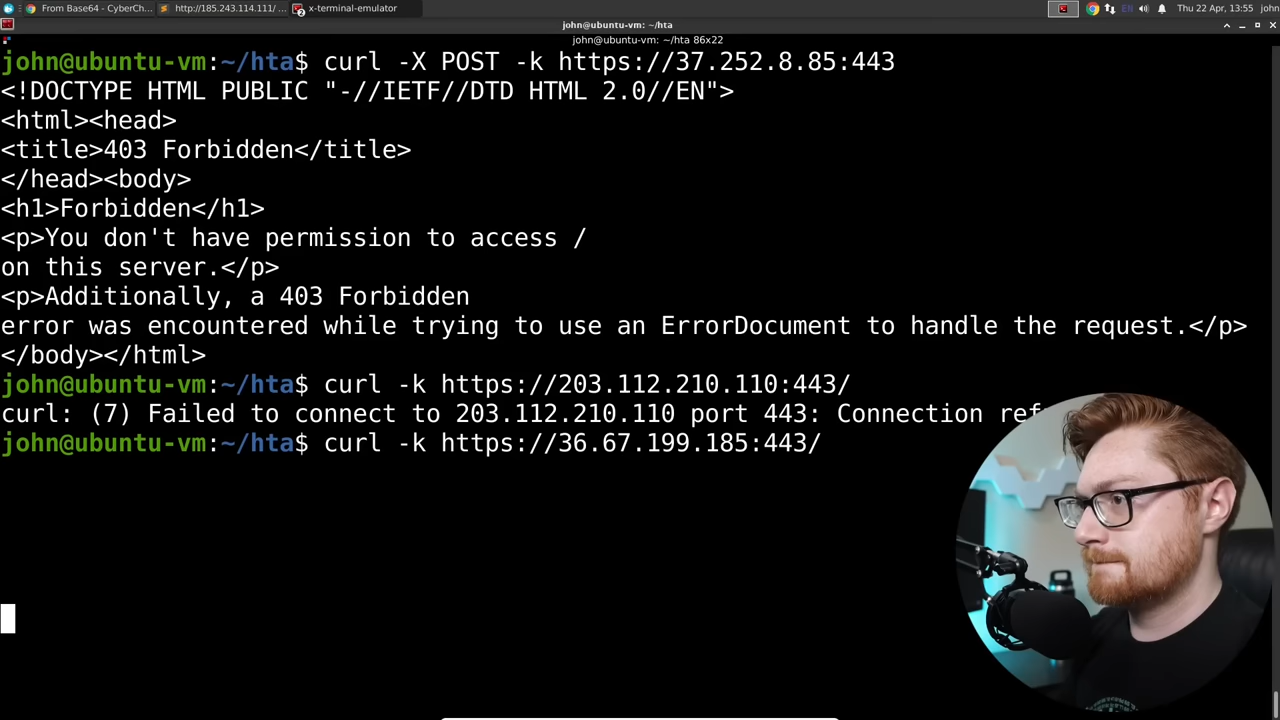 From Base64 - CyberCh...
http://185.243.114.111/ ...
x-terminal-emulator
EN
Thu 22 Apr, 13:55
john
john@ubuntu-vm: ~/hta
john@ubuntu-vm: ~/hta 86x22
john@ubuntu-vm:~/hta$ curl -X POST -k https://37.252.8.85:443
<!DOCTYPE HTML PUBLIC "-//IETF//DTD HTML 2.0//EN">
<html><head>
<title>403 Forbidden</title>
</head><body>
<h1>Forbidden</h1>
<p>You don't have permission to access /
on this server.</p>
<p>Additionally, a 403 Forbidden
error was encountered while trying to use an ErrorDocument to handle the request.</p>
</body></html>
john@ubuntu-vm:~/hta$ curl -k https://203.112.210.110:443/
curl: (7) Failed to connect to 203.112.210.110 port 443: Connection ref
john@ubuntu-vm:~/hta$ curl -k https://36.67.199.185:443/